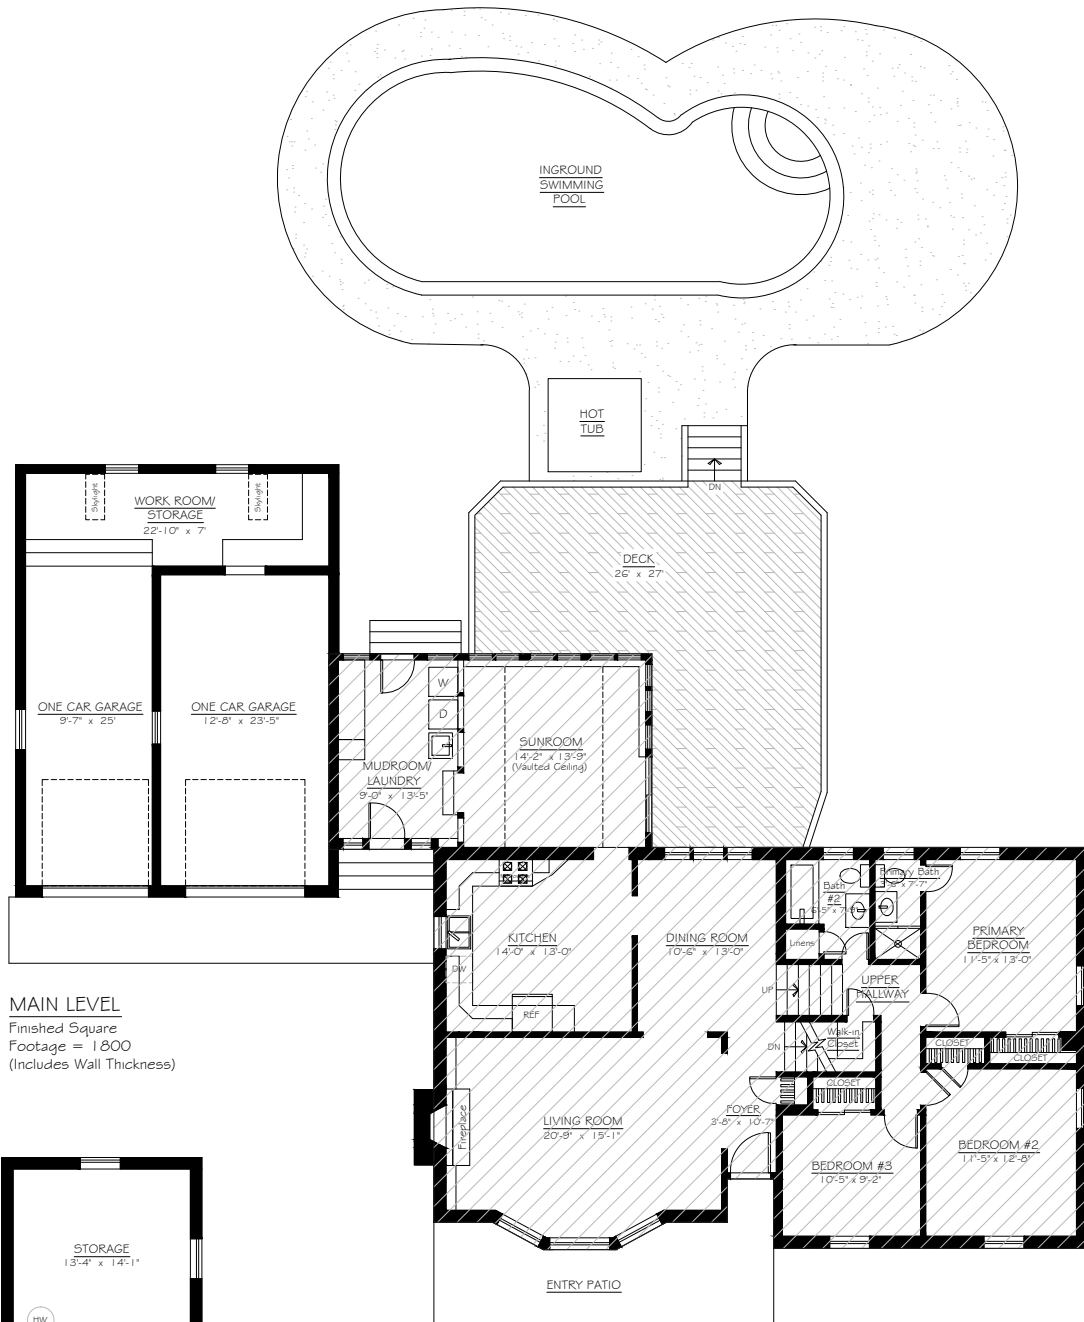 INGROUND
SWIMMING
POOL
HOT
TUB
DN
WORK ROOM/
STORAGE
22'-10" x 7'
Skylight
Skylight
DECK
26' x 27'
ONE CAR GARAGE
9'-7" x 25'
ONE CAR GARAGE
12'-8" x 23'-5"
W
D
SUNROOM
14'-2" x 13'-9"
(Vaulted Ceiling)
MUDROOM/
LAUNDRY
9'-0" x 13'-5"
KITCHEN
14'-0" x 13'-0"
DW
REF
DINING ROOM
10'-6" x 13'-0"
Bath
#2
6'-5" x 7'-9"
Primary Bath
Linens
PRIMARY
BEDROOM
11'-5" x 13'-0"
UP
UPPER
HALLWAY
DN
Walk-in
Closet
CLOSET
CLOSET
CLOSET
MAIN LEVEL
Finished Square
Footage = 1800
(Includes Wall Thickness)
Fireplace
LIVING ROOM
20'-9" x 15'-1"
FOYER
3'-8" x 10'-7"
BEDROOM #3
10'-5" x 9'-2"
BEDROOM #2
11'-5" x 12'-8"
STORAGE
13'-4" x 14'-1"
HW
ENTRY PATIO